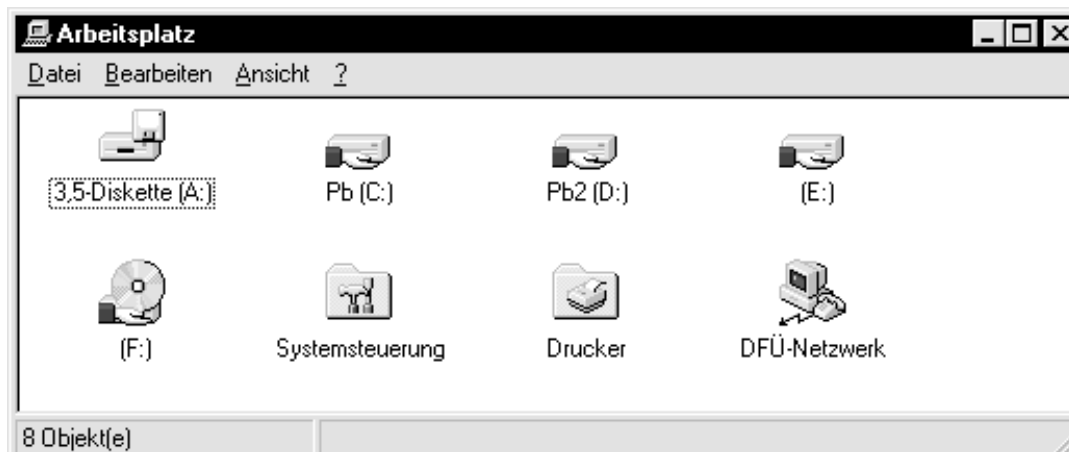 Arbeitsplatz
Datei Bearbeiten Ansicht ?
3,5-Diskette (A:) Pb (C:) Pb2 (D:) (E:)
(F:) Systemsteuerung Drucker DFÜ-Netzwerk
8 Objekt(e)